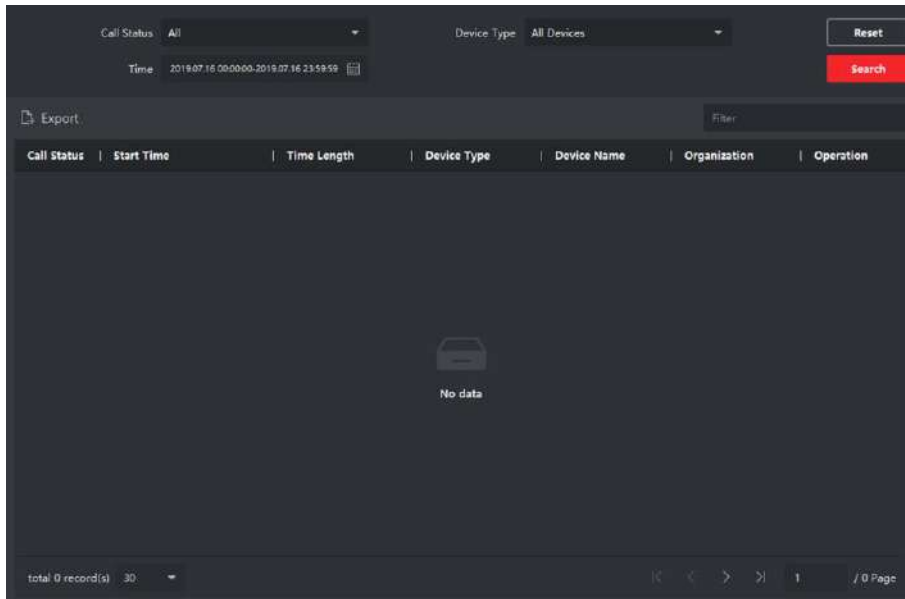 Call Status All Device Type All Devices Reset
Time 2019.07.16 00:00:00-2019.07.16 23:59:59 Search
Export Filter
Call Status | Start Time | Time Length | Device Type | Device Name | Organization | Operation
No data
total 0 record(s) 30 1 / 0 Page